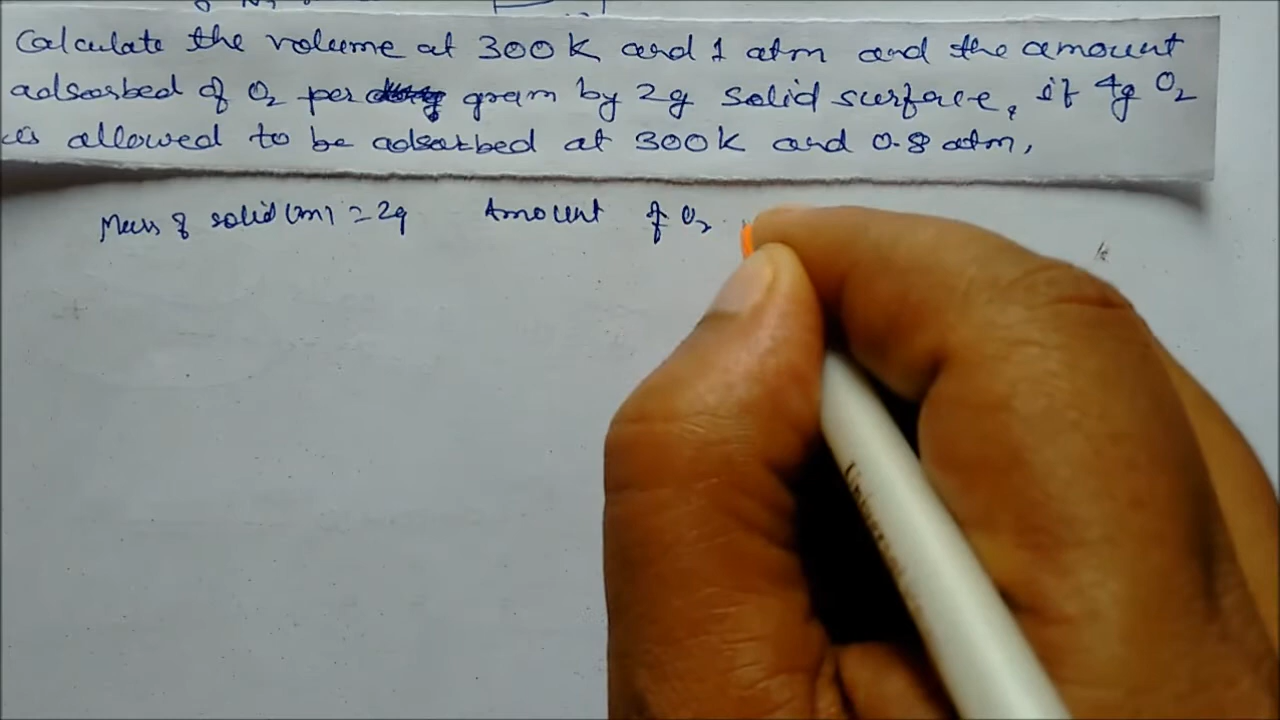 Calculate the volume at 300 K and 1 atm and the amount
adsorbed of O2 per gram by 2g solid surface, if 4g O2
is allowed to be adsorbed at 300K and 0.8 atm,
Mass of solid (m) = 2g Amount of O2